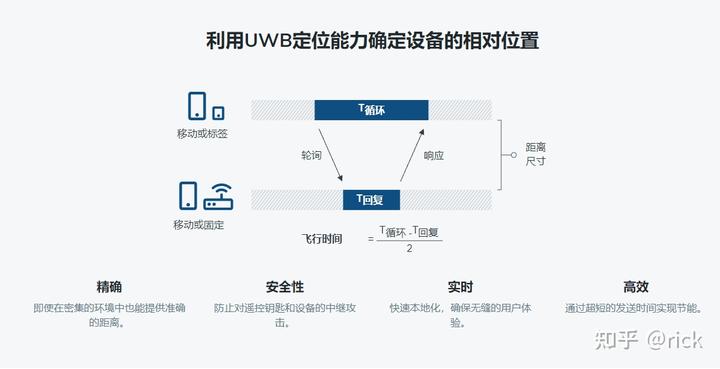 利用UWB定位能力确定设备的相对位置
T循环
移动或标签
轮询
响应
距离
尺寸
T回复
移动或固定
飞行时间 = T循环 -T回复
2
精确
安全性
实时
高效
即使在密集的环境中也能提供准确
的距离。
防止对遥控钥匙和设备的中继攻
击。
快速本地化，确保无缝的用户体
验。
通过超短的发送时间实现节能。
知乎 @rick